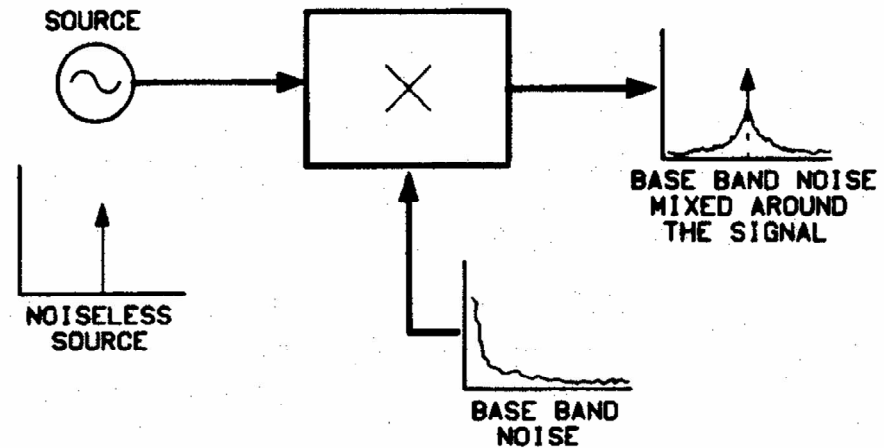 SOURCE
BASE BAND NOISE
MIXED AROUND
THE SIGNAL
NOISELESS
SOURCE
BASE BAND
NOISE